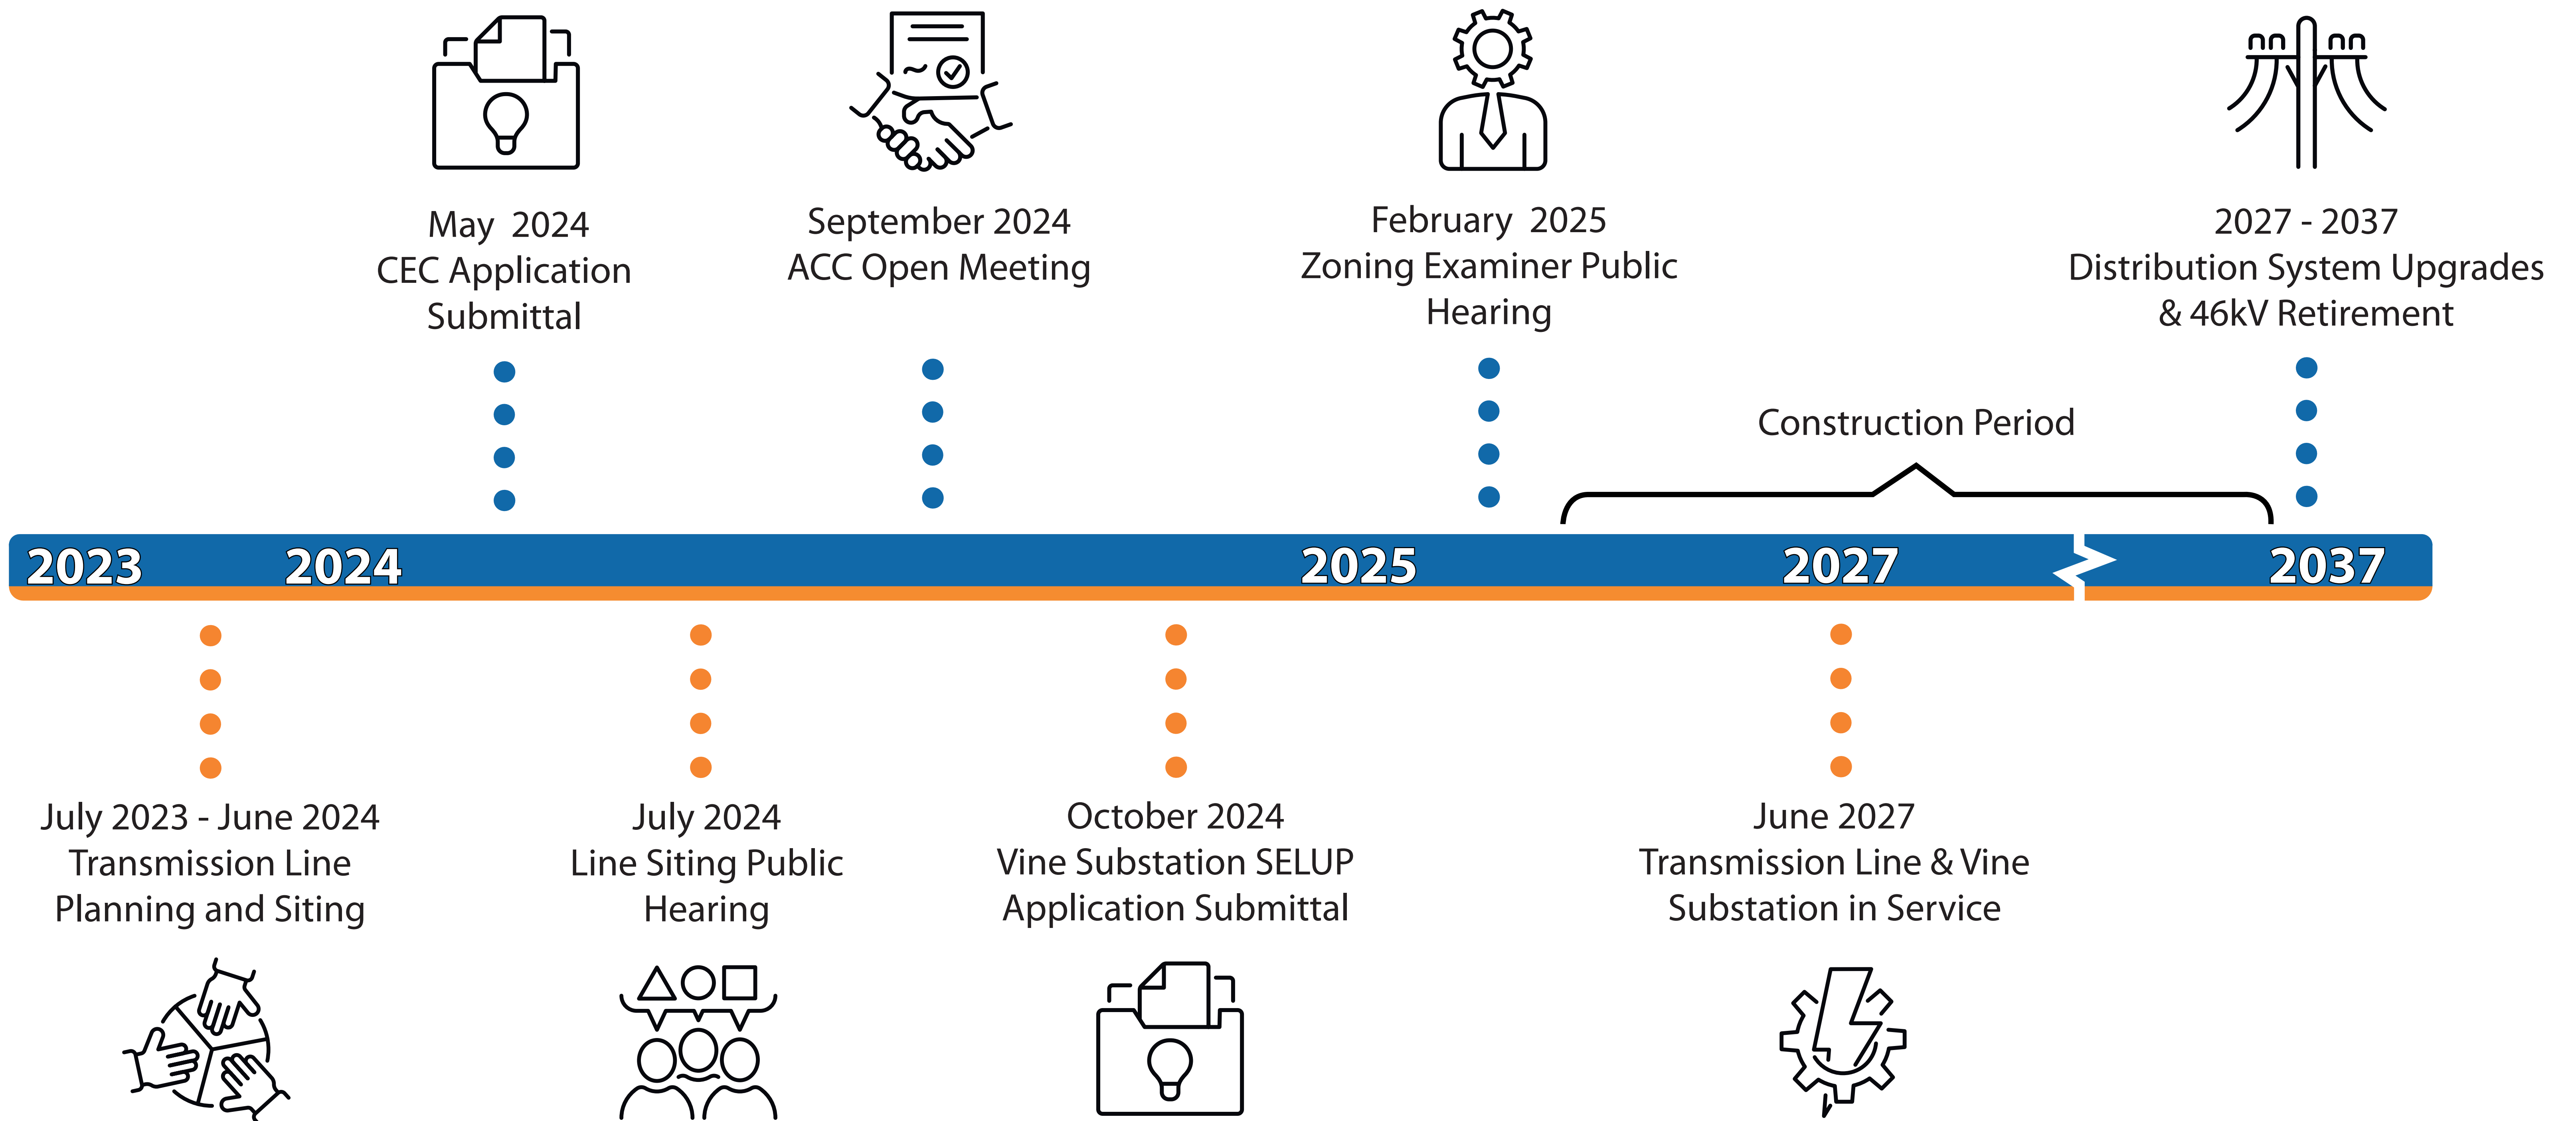 May 2024
CEC Application
Submittal
September 2024
ACC Open Meeting
February 2025
Zoning Examiner Public
Hearing
2027 - 2037
Distribution System Upgrades
& 46kV Retirement
Construction Period
2023
2024
2025
2027
2037
July 2023 - June 2024
Transmission Line
Planning and Siting
July 2024
Line Siting Public
Hearing
October 2024
Vine Substation SELUP
Application Submittal
June 2027
Transmission Line & Vine
Substation in Service